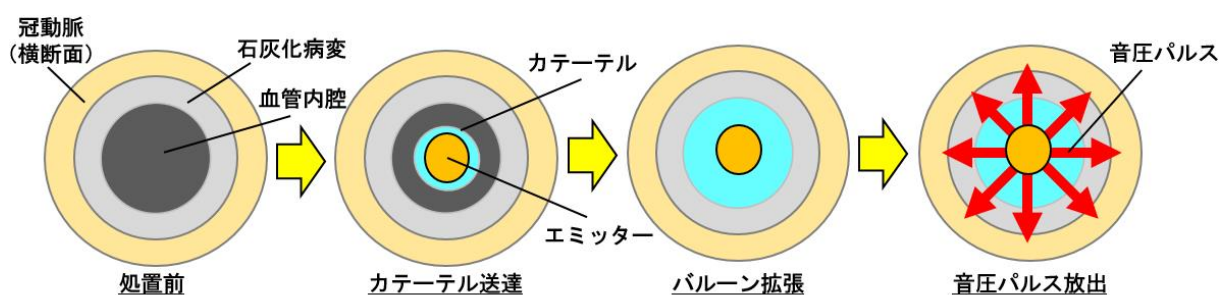 冠動脈
（横断面）
石灰化病変
血管内腔
カテーテル
エミッター
音圧パルス
処置前
カテーテル送達
バルーン拡張
音圧パルス放出